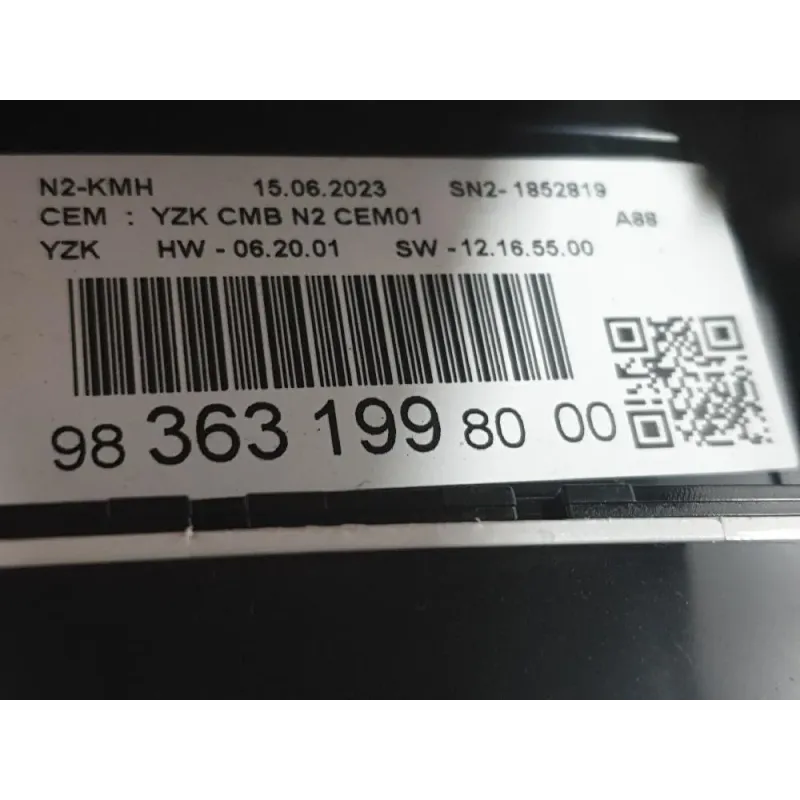 N2-KMH 15.06.2023 SN2-1852819
CEM : YZK CMB N2 CEM01 A88
YZK HW - 06.20.01 SW -12.16.55.00
98 363 199 80 00